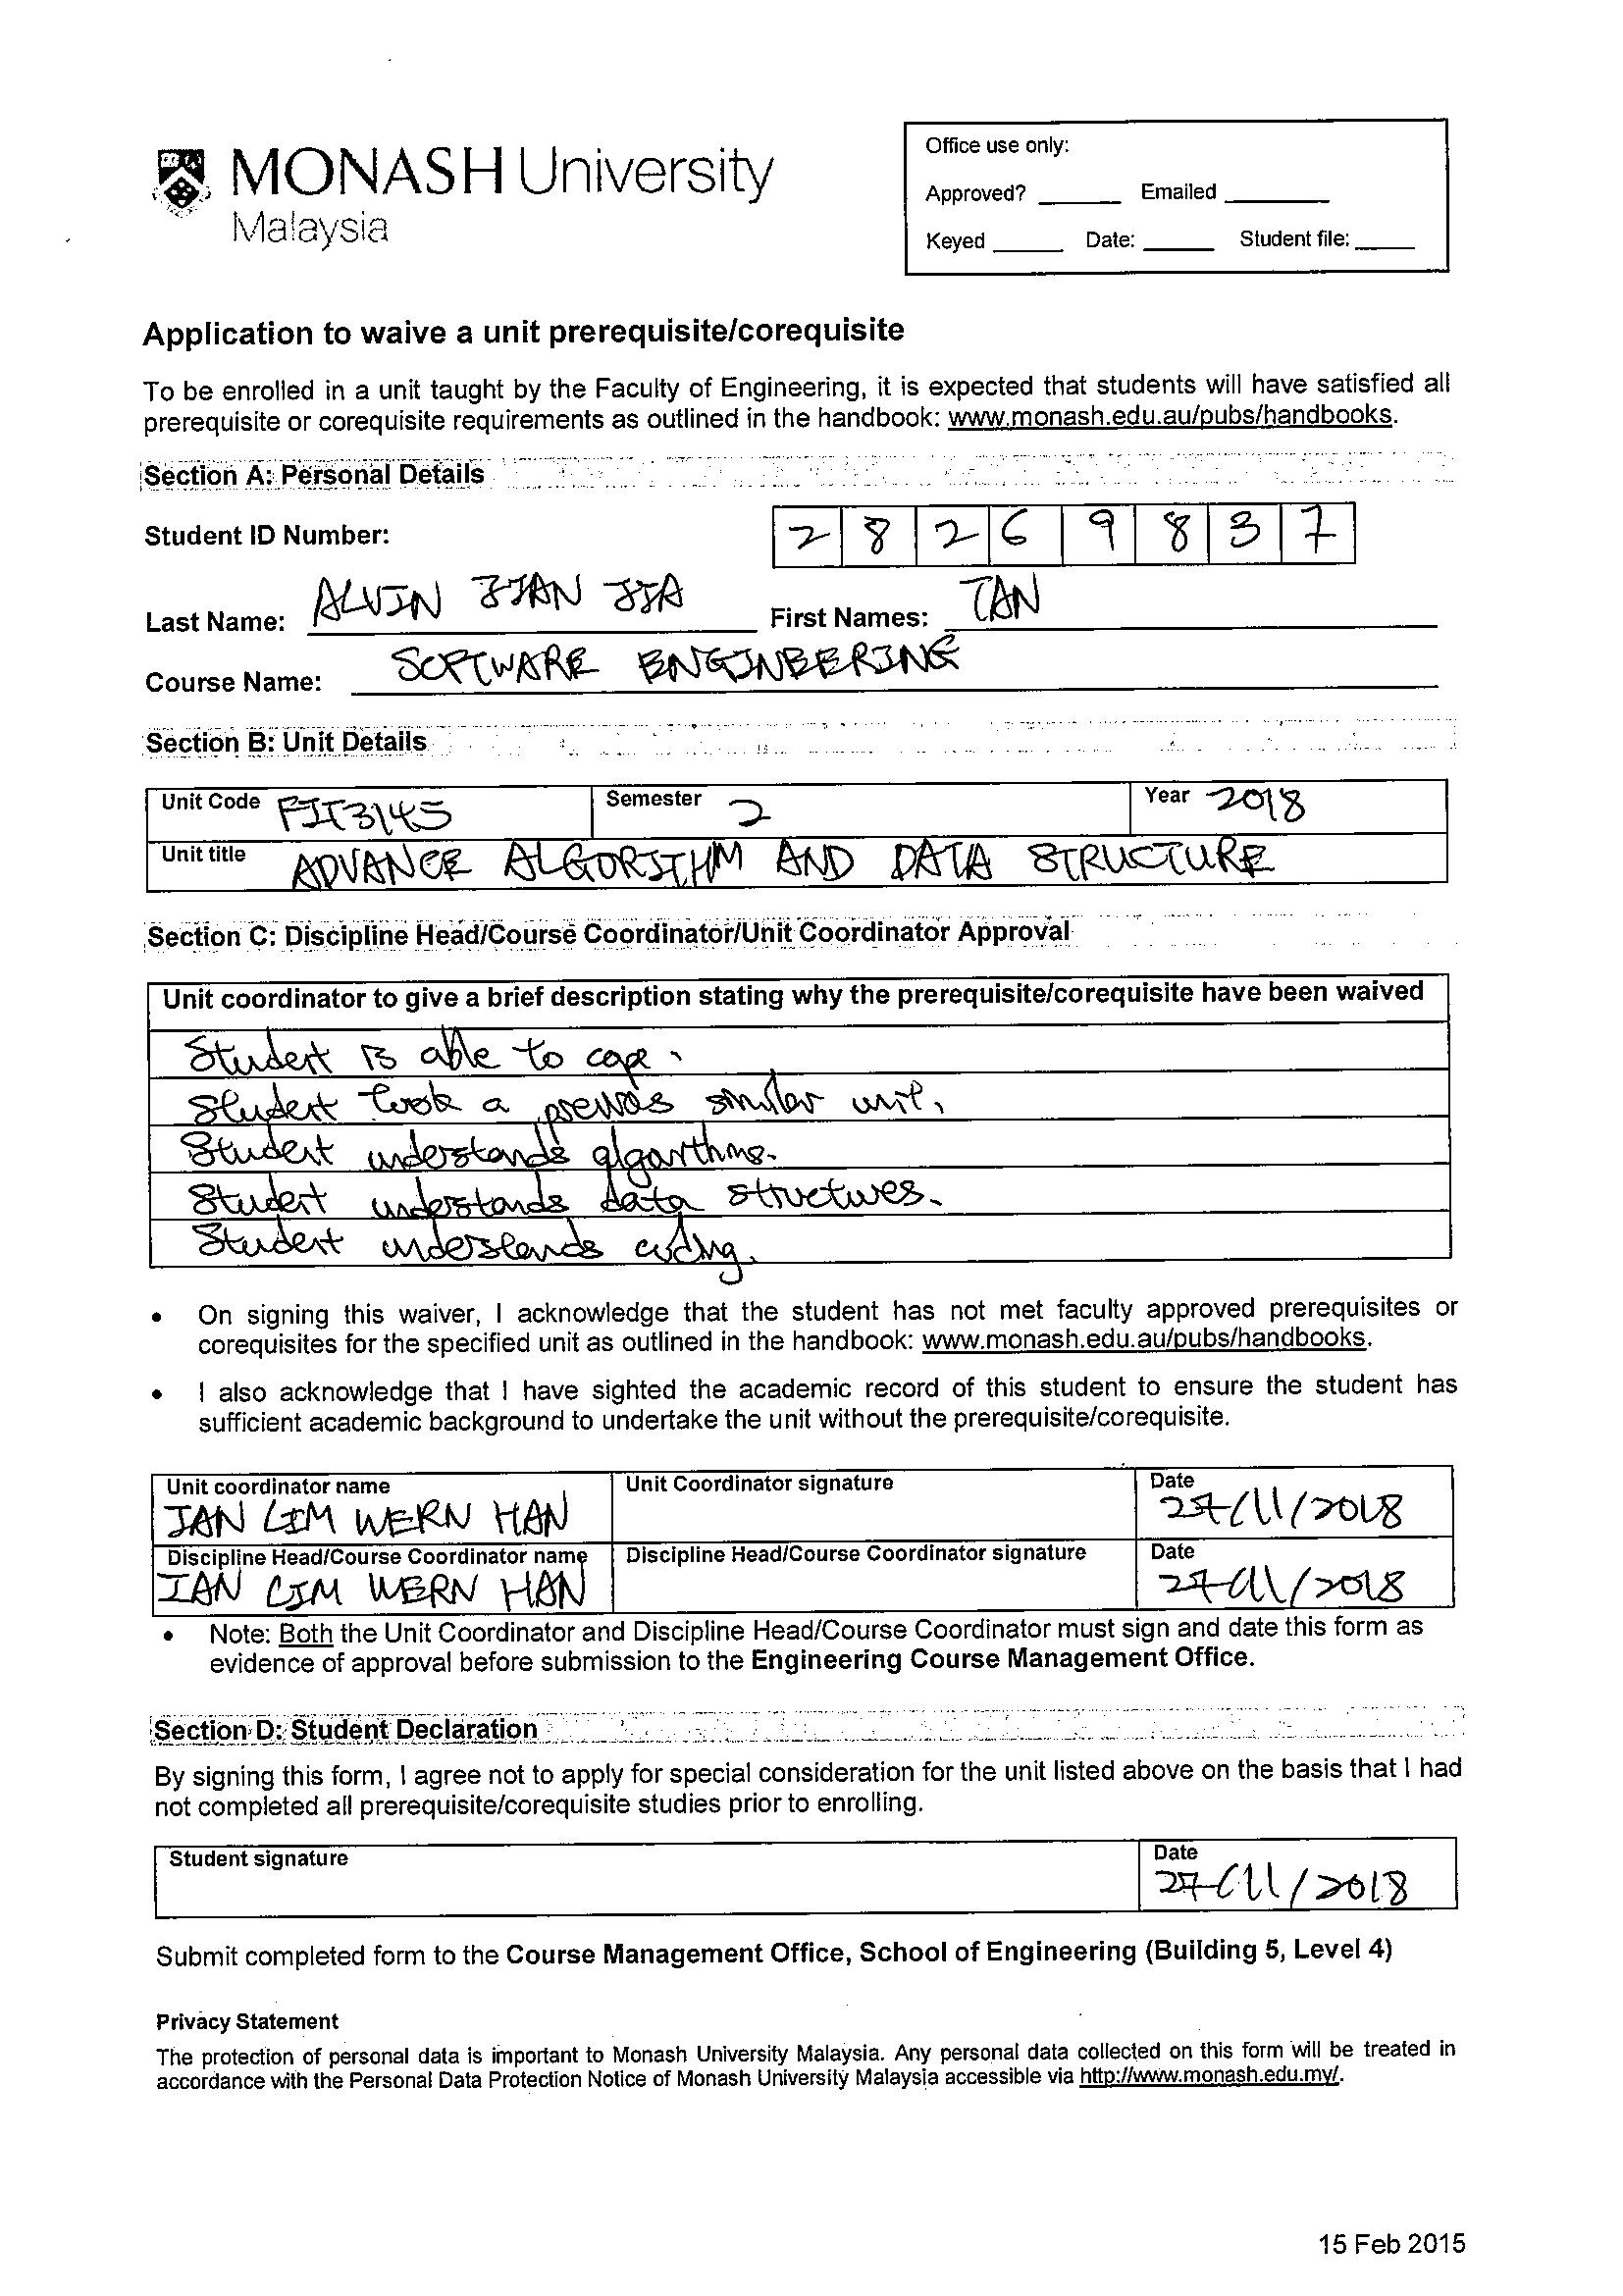 MONASH University
Malaysia
Office use only:
Approved? ______ Emailed ______
Keyed ______ Date: ______ Student file: ______
Application to waive a unit prerequisite/corequisite
To be enrolled in a unit taught by the Faculty of Engineering, it is expected that students will have satisfied all
prerequisite or corequisite requirements as outlined in the handbook: www.monash.edu.au/pubs/handbooks.
Section A: Personal Details
Student ID Number: 2 8 2 6 9 8 3 7
Last Name: ALVIN JIAN JIA First Names: TAN
Course Name: SOFTWARE ENGINEERING
Section B: Unit Details
Unit Code FIT3145 Semester 2 Year 2018
Unit title ADVANCE ALGORITHM AND DATA STRUCTURE
Section C: Discipline Head/Course Coordinator/Unit Coordinator Approval
Unit coordinator to give a brief description stating why the prerequisite/corequisite have been waived
Student is able to cope.
Student took a previous similar unit.
Student understands algorithms.
Student understands data structures.
Student understands coding.
• On signing this waiver, I acknowledge that the student has not met faculty approved prerequisites or
corequisites for the specified unit as outlined in the handbook: www.monash.edu.au/pubs/handbooks.
• I also acknowledge that I have sighted the academic record of this student to ensure the student has
sufficient academic background to undertake the unit without the prerequisite/corequisite.
Unit coordinator name Unit Coordinator signature Date
IAN LIM WERN HAN 27/11/2018
Discipline Head/Course Coordinator name Discipline Head/Course Coordinator signature Date
IAN LIM WERN HAN 27/11/2018
• Note: Both the Unit Coordinator and Discipline Head/Course Coordinator must sign and date this form as
evidence of approval before submission to the Engineering Course Management Office.
Section D: Student Declaration
By signing this form, I agree not to apply for special consideration for the unit listed above on the basis that I had
not completed all prerequisite/corequisite studies prior to enrolling.
Student signature Date
27/11/2018
Submit completed form to the Course Management Office, School of Engineering (Building 5, Level 4)
Privacy Statement
The protection of personal data is important to Monash University Malaysia. Any personal data collected on this form will be treated in
accordance with the Personal Data Protection Notice of Monash University Malaysia accessible via http://www.monash.edu.my/.
15 Feb 2015